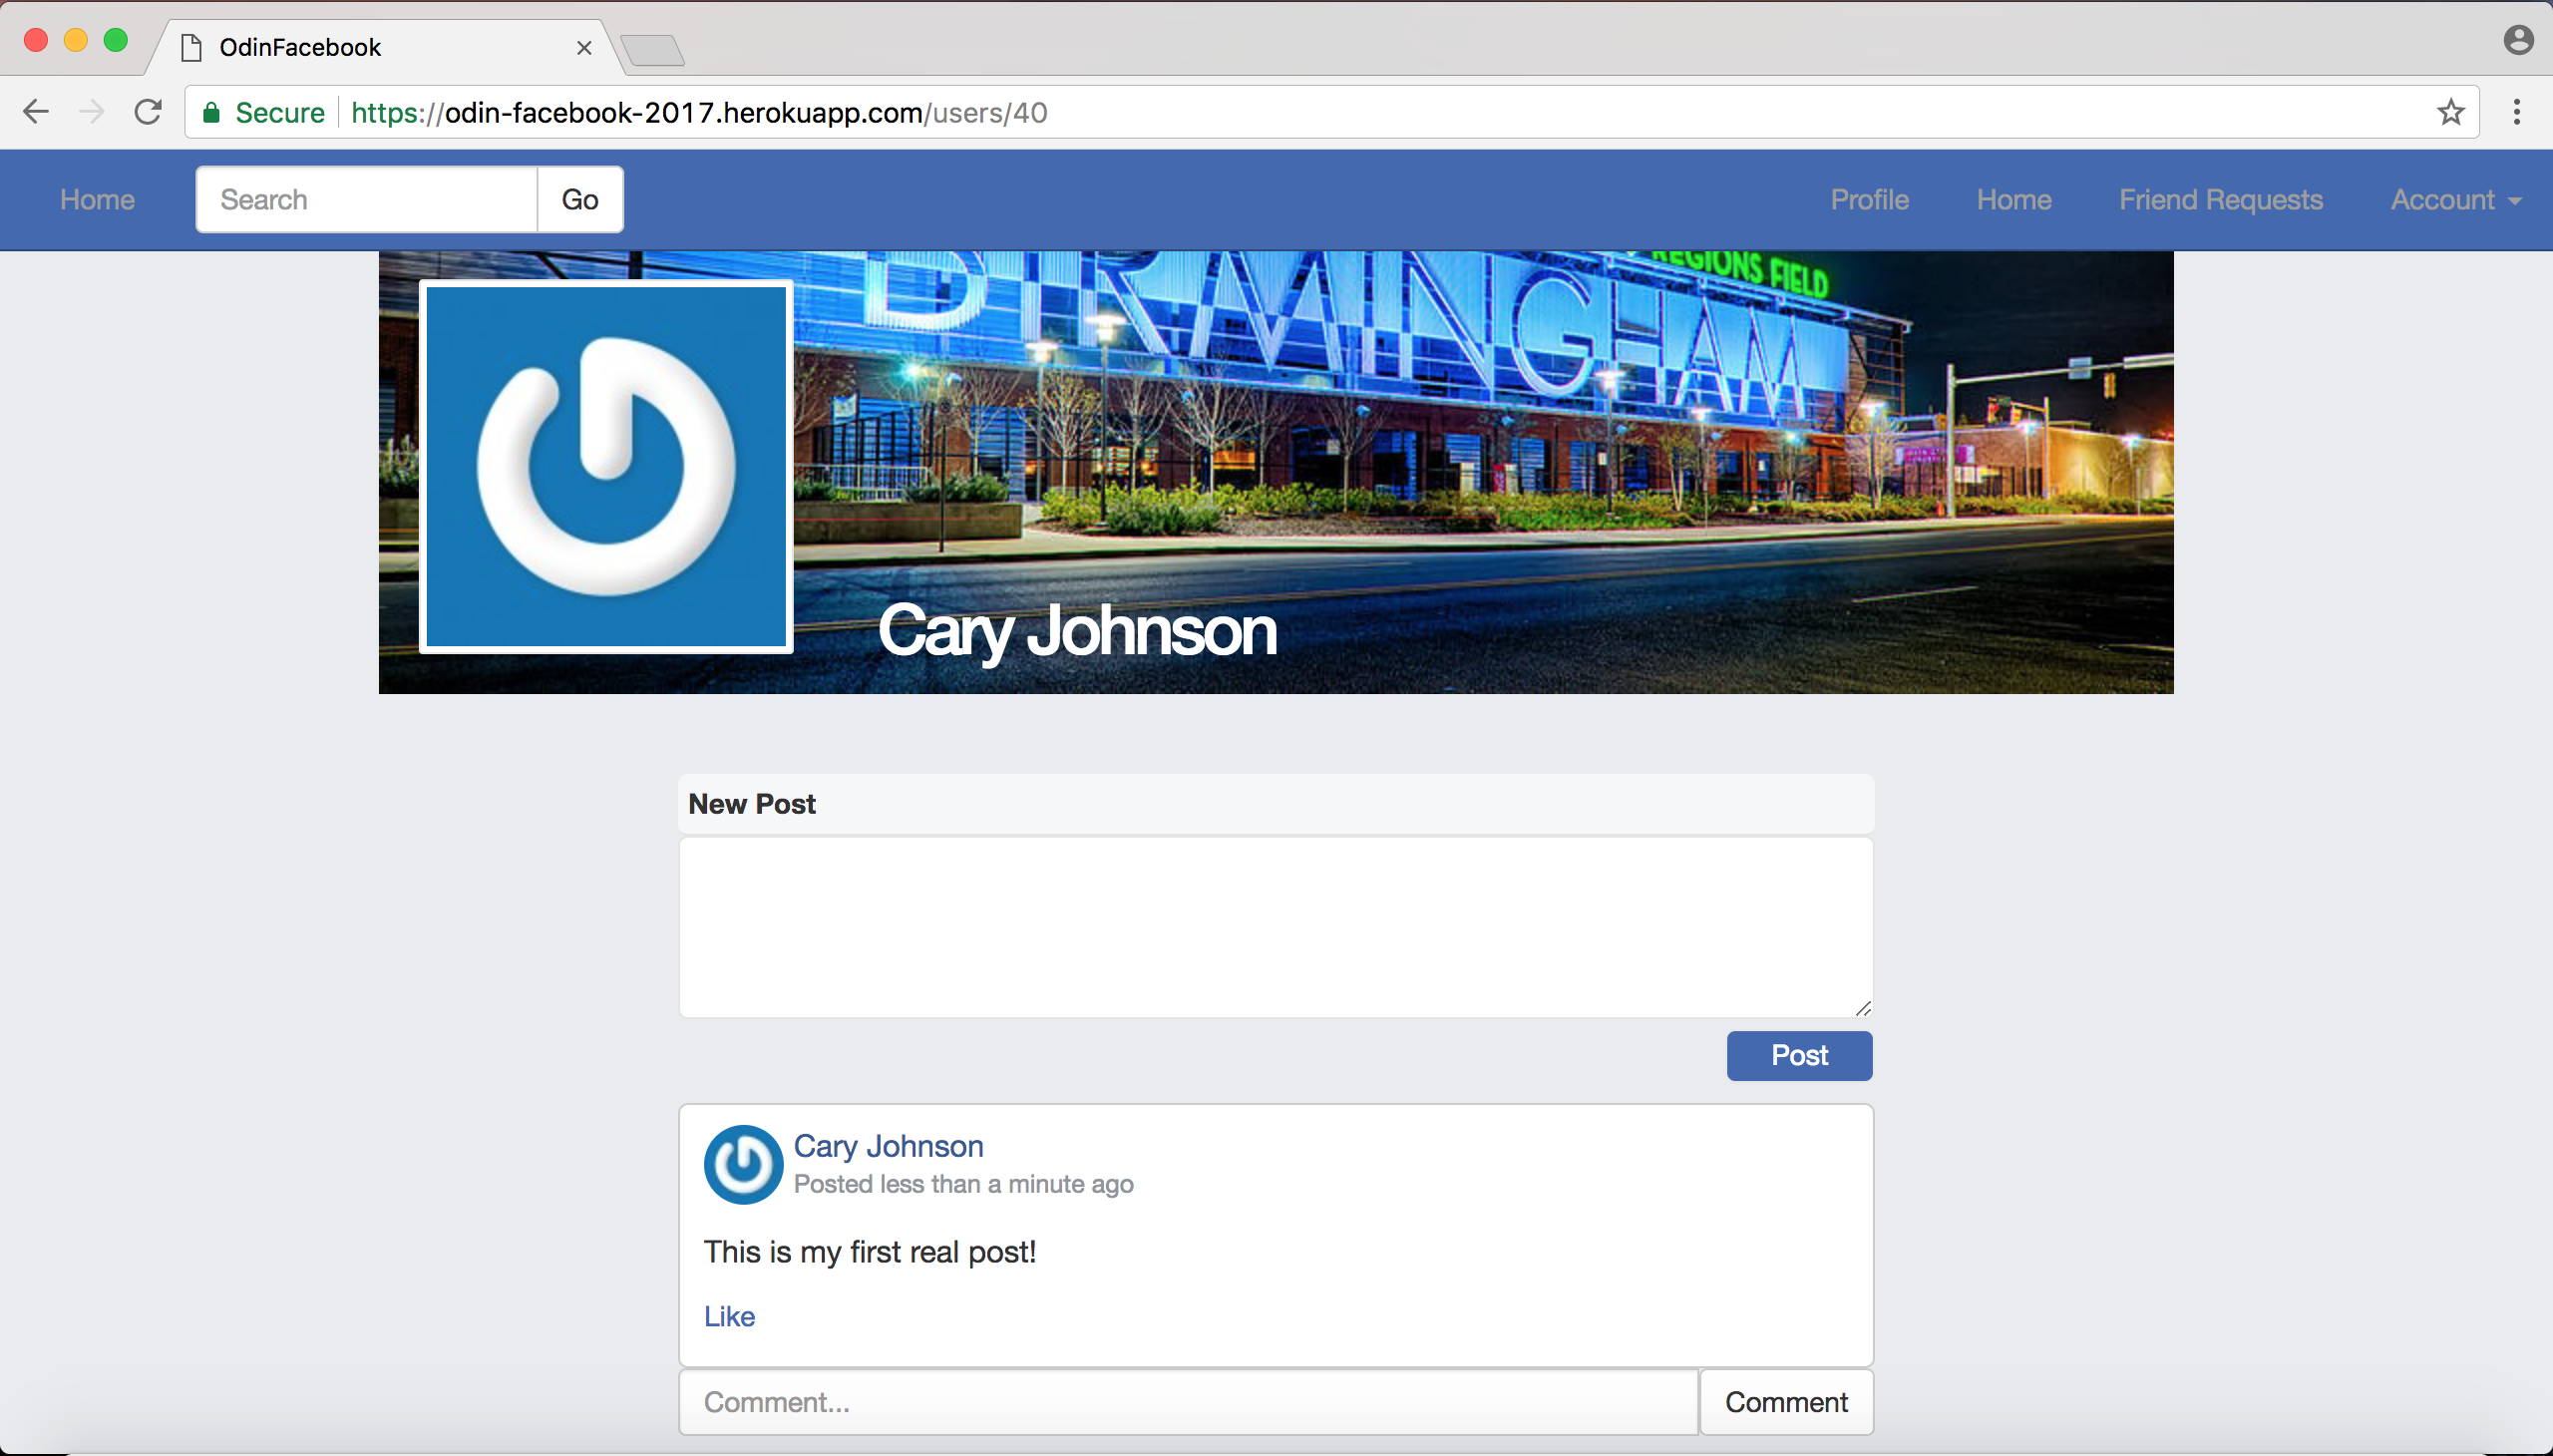 OdinFacebook
Secure https://odin-facebook-2017.herokuapp.com/users/40
Home Search Go Profile Home Friend Requests Account
REGIONS FIELD
BIRMINGHAM
Cary Johnson
New Post
Post
Cary Johnson
Posted less than a minute ago
This is my first real post!
Like
Comment... Comment